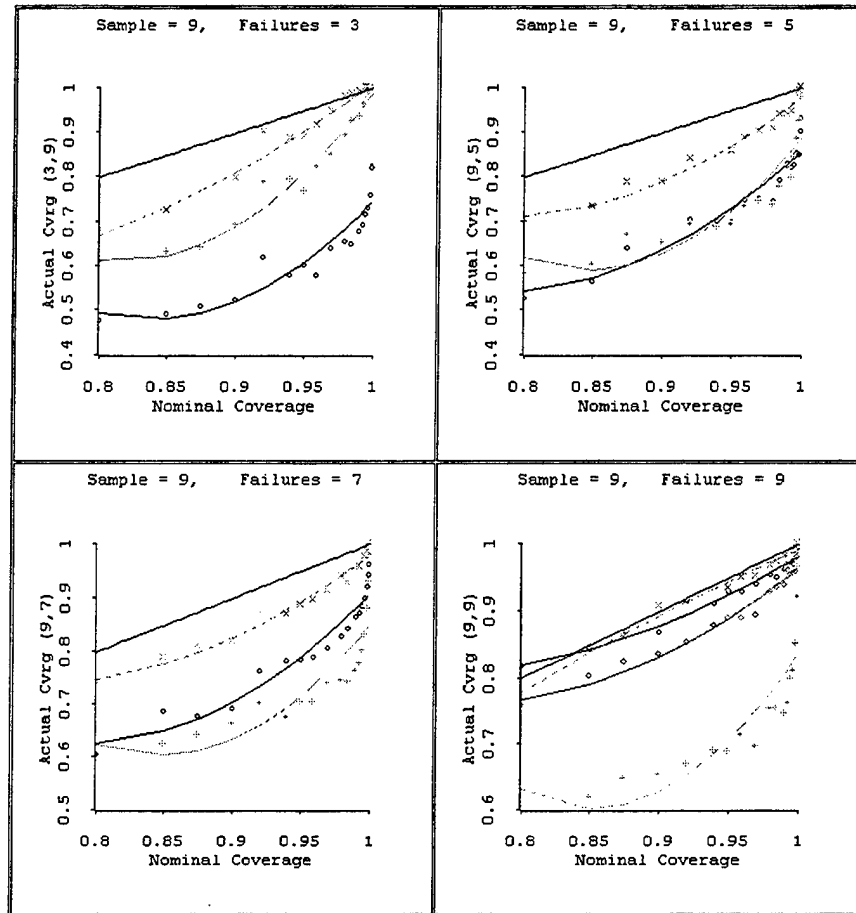 Sample = 9, Failures = 3
Actual Cvrg (3,9)
1
0.9
0.8
0.7
0.6
0.5
0.4
0.8 0.85 0.9 0.95 1
Nominal Coverage
Sample = 9, Failures = 5
Actual Cvrg (9,5)
1
0.9
0.8
0.7
0.6
0.5
0.4
0.8 0.85 0.9 0.95 1
Nominal Coverage
Sample = 9, Failures = 7
Actual Cvrg (9,7)
1
0.9
0.8
0.7
0.6
0.5
0.8 0.85 0.9 0.95 1
Nominal Coverage
Sample = 9, Failures = 9
Actual Cvrg (9,9)
1
0.9
0.8
0.7
0.6
0.8 0.85 0.9 0.95 1
Nominal Coverage